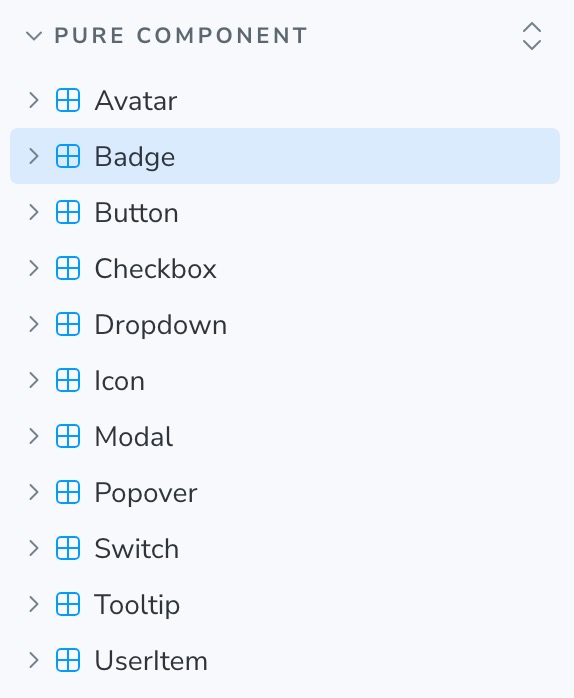 PURE COMPONENT
Avatar
Badge
Button
Checkbox
Dropdown
Icon
Modal
Popover
Switch
Tooltip
UserItem